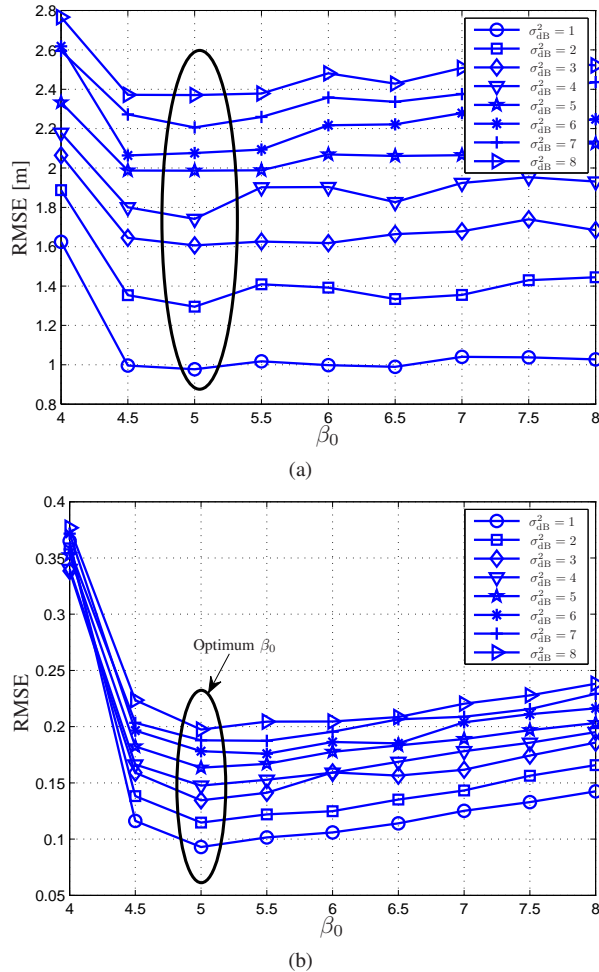 2.8
2.6
2.4
2.2
2
1.8
1.6
1.4
1.2
1
0.8
RMSE [m]
4 4.5 5 5.5 6 6.5 7 7.5 8
β₀
σ²dB = 1
σ²dB = 2
σ²dB = 3
σ²dB = 4
σ²dB = 5
σ²dB = 6
σ²dB = 7
σ²dB = 8
(a)
0.4
0.35
0.3
0.25
0.2
0.15
0.1
0.05
RMSE
4 4.5 5 5.5 6 6.5 7 7.5 8
β₀
Optimum β₀
σ²dB = 1
σ²dB = 2
σ²dB = 3
σ²dB = 4
σ²dB = 5
σ²dB = 6
σ²dB = 7
σ²dB = 8
(b)